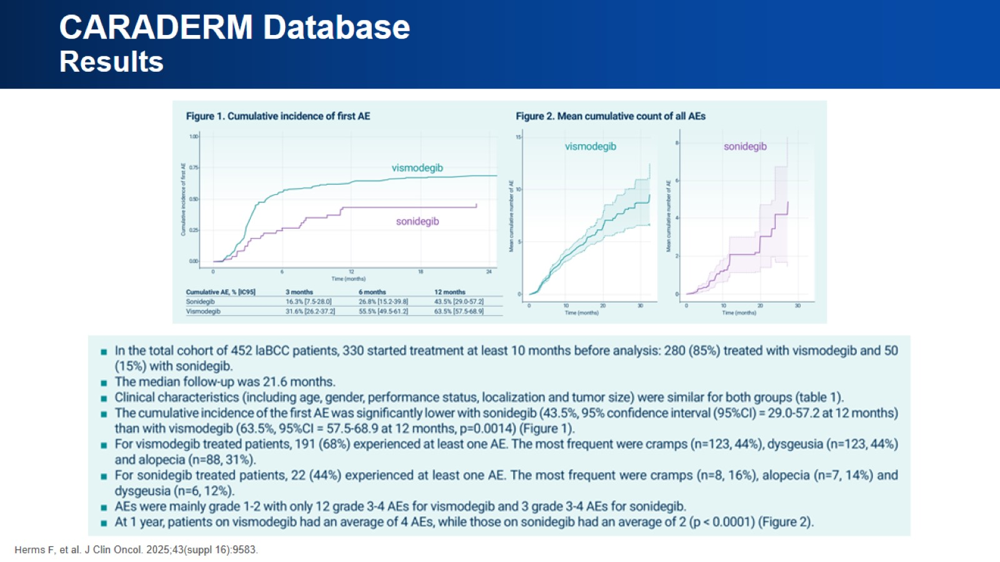 CARADERM Database
Results
Figure 1. Cumulative incidence of first AE
1.00
0.75
0.50
0.25
0.00
Cumulative incidence of first AE
vismodegib
sonidegib
0 6 12 18 24
Time (months)
Cumulative AE, % [IC95] 3 months 6 months 12 months
Sonidegib 16.3% [7.5-28.0] 26.8% [15.2-39.8] 43.5% [29.0-57.2]
Vismodegib 31.6% [26.2-37.2] 55.5% [49.5-61.2] 63.5% [57.5-68.9]
Figure 2. Mean cumulative count of all AEs
15
10
5
0
Mean cumulative number of AE
vismodegib
0 10 20 30
Time (months)
8
6
4
2
0
Mean cumulative number of AE
sonidegib
0 10 20 30
Time (months)
■ In the total cohort of 452 laBCC patients, 330 started treatment at least 10 months before analysis: 280 (85%) treated with vismodegib and 50
(15%) with sonidegib.
■ The median follow-up was 21.6 months.
■ Clinical characteristics (including age, gender, performance status, localization and tumor size) were similar for both groups (table 1).
■ The cumulative incidence of the first AE was significantly lower with sonidegib (43.5%, 95% confidence interval (95%CI) = 29.0-57.2 at 12 months)
than with vismodegib (63.5%, 95%CI = 57.5-68.9 at 12 months, p=0.0014) (Figure 1).
■ For vismodegib treated patients, 191 (68%) experienced at least one AE. The most frequent were cramps (n=123, 44%), dysgeusia (n=123, 44%)
and alopecia (n=88, 31%).
■ For sonidegib treated patients, 22 (44%) experienced at least one AE. The most frequent were cramps (n=8, 16%), alopecia (n=7, 14%) and
dysgeusia (n=6, 12%).
■ AEs were mainly grade 1-2 with only 12 grade 3-4 AEs for vismodegib and 3 grade 3-4 AEs for sonidegib.
■ At 1 year, patients on vismodegib had an average of 4 AEs, while those on sonidegib had an average of 2 (p < 0.0001) (Figure 2).
Herms F, et al. J Clin Oncol. 2025;43(suppl 16):9583.